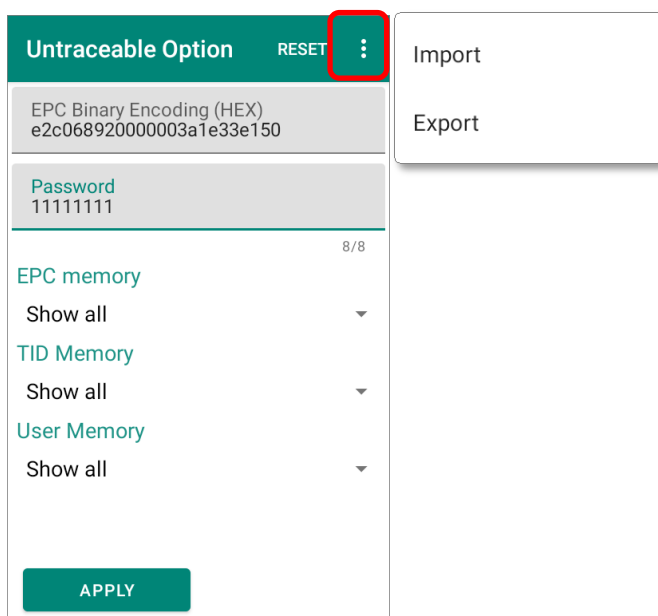 Untraceable Option RESET
Import
Export
EPC Binary Encoding (HEX)
e2c068920000003a1e33e150
Password
11111111
8/8
EPC memory
Show all
TID Memory
Show all
User Memory
Show all
APPLY